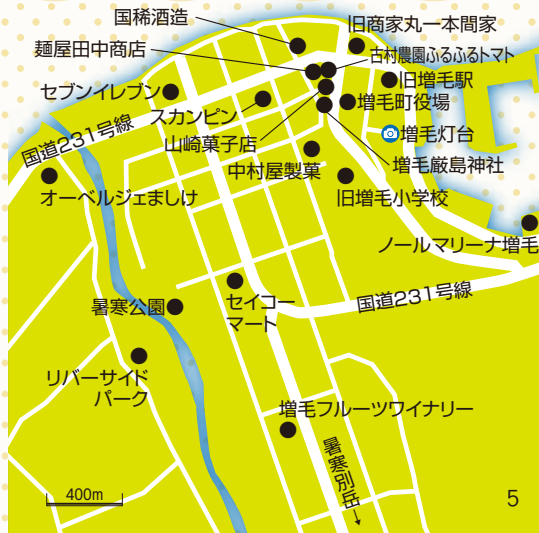 国稀酒造
旧商家丸一本間家
麺屋田中商店
古村農園ふるふるトマト
セブンイレブン
旧増毛駅
スカンピン
増毛町役場
国道231号線
山崎菓子店
増毛灯台
中村屋製菓
増毛厳島神社
オーベルジェましけ
旧増毛小学校
ノールマリーナ増毛
暑寒公園
セイコー
マート
国道231号線
リバーサイド
パーク
増毛フルーツワイナリー
暑寒別岳
400m
5